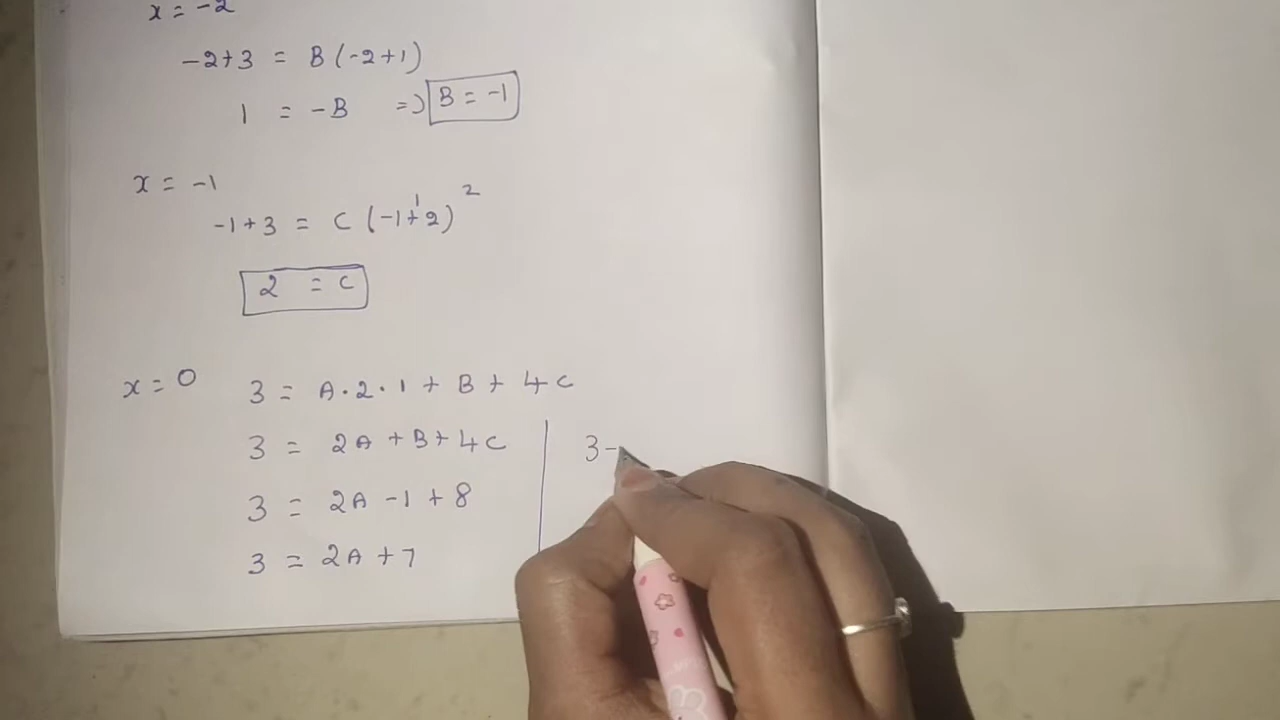 x = -2
-2+3 = B(-2+1)
1 = -B => B = -1
x = -1
-1+3 = C(-1+2)^1 2
2 = C
x = 0 3 = A·2·1 + B + 4C
3 = 2A + B + 4C
3 = 2A -1 + 8
3 = 2A + 7
3-